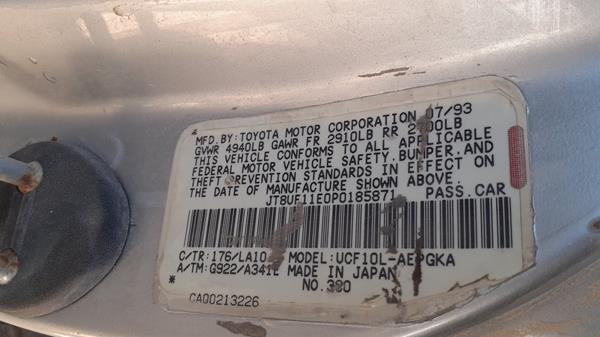 MFD. BY: TOYOTA MOTOR CORPORATION 07/93
GVWR 4940LB GAWR FR 2910LB RR
THIS VEHICLE CONFORMS TO ALL APPLICABLE
FEDERAL MOTOR VEHICLE SAFETY, BUMPER, AND
THEFT PREVENTION STANDARDS IN EFFECT ON
THE DATE OF MANUFACTURE SHOWN ABOVE.
JT8UF11E0P0185871 PASS. CAR
C/TR: 176/LA10 MODEL: UCF10L-AEPGKA
A/TM: G922/A341E MADE IN JAPAN
* NO. 390
CA00213226